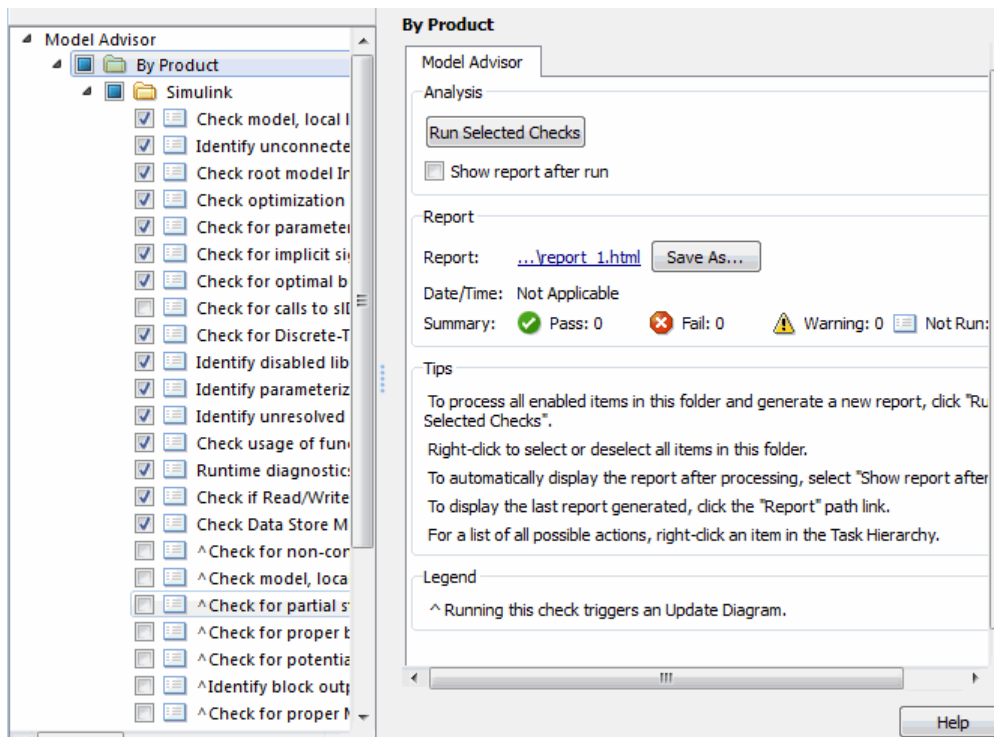 Model Advisor
By Product
Simulink
Check model, local l
Identify unconnecte
Check root model In
Check optimization
Check for parameter
Check for implicit sig
Check for optimal b
Check for calls to slD
Check for Discrete-T
Identify disabled lib
Identify parameteriz
Identify unresolved
Check usage of func
Runtime diagnostics
Check if Read/Write
Check Data Store M
^Check for non-con
^Check model, loca
^Check for partial st
^Check for proper b
^Check for potentia
^Identify block outp
^Check for proper M
By Product
Model Advisor
Analysis
Run Selected Checks
Show report after run
Report
Report: ...\report_1.html Save As...
Date/Time: Not Applicable
Summary: Pass: 0 Fail: 0 Warning: 0 Not Run:
Tips
To process all enabled items in this folder and generate a new report, click "Ru
Selected Checks".
Right-click to select or deselect all items in this folder.
To automatically display the report after processing, select "Show report after
To display the last report generated, click the "Report" path link.
For a list of all possible actions, right-click an item in the Task Hierarchy.
Legend
^ Running this check triggers an Update Diagram.
Help